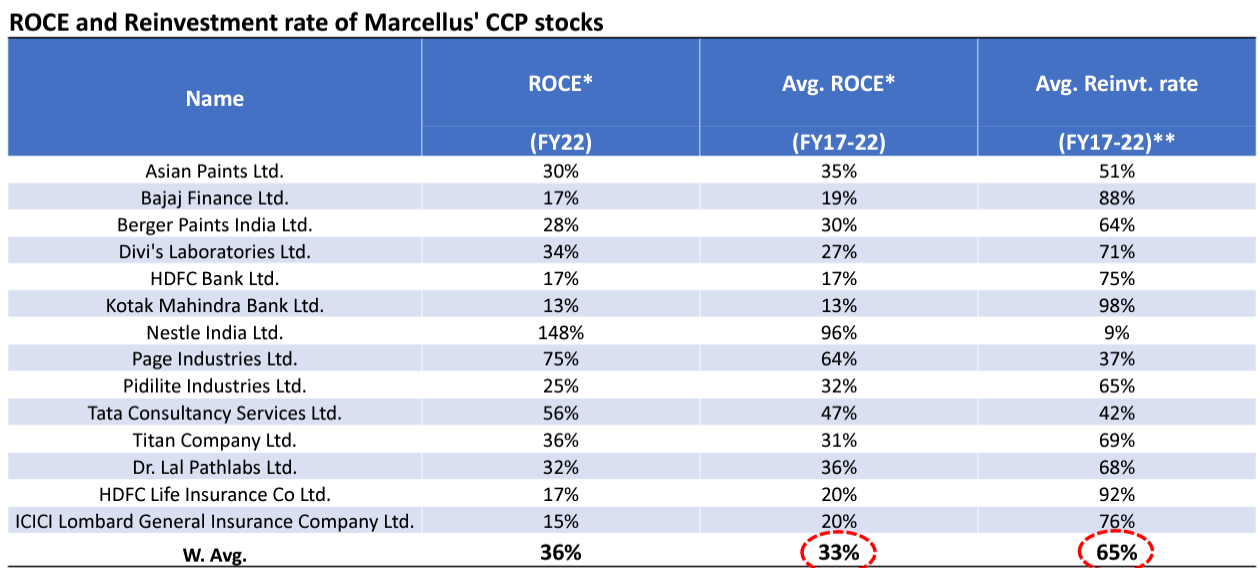 ROCE and Reinvestment rate of Marcellus' CCP stocks
Name ROCE* Avg. ROCE* Avg. Reinvt. rate
(FY22) (FY17-22) (FY17-22)**
Asian Paints Ltd. 30% 35% 51%
Bajaj Finance Ltd. 17% 19% 88%
Berger Paints India Ltd. 28% 30% 64%
Divi's Laboratories Ltd. 34% 27% 71%
HDFC Bank Ltd. 17% 17% 75%
Kotak Mahindra Bank Ltd. 13% 13% 98%
Nestle India Ltd. 148% 96% 9%
Page Industries Ltd. 75% 64% 37%
Pidilite Industries Ltd. 25% 32% 65%
Tata Consultancy Services Ltd. 56% 47% 42%
Titan Company Ltd. 36% 31% 69%
Dr. Lal Pathlabs Ltd. 32% 36% 68%
HDFC Life Insurance Co Ltd. 17% 20% 92%
ICICI Lombard General Insurance Company Ltd. 15% 20% 76%
W. Avg. 36% 33% 65%